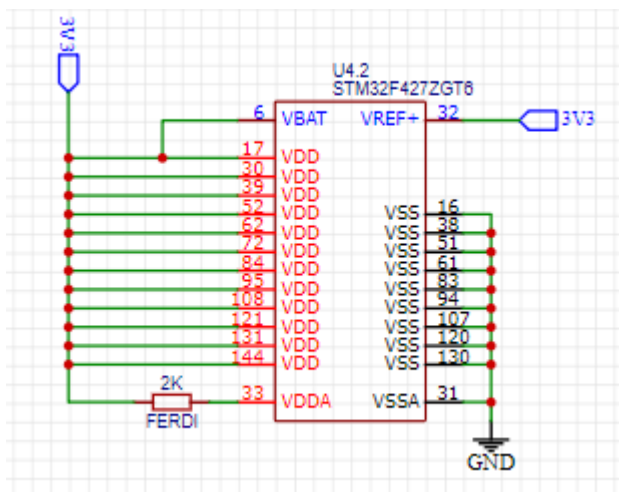 3V3
U4.2
STM32F427ZGT6
6 VBAT VREF+ 32 3V3
17 VDD
30 VDD
39 VDD
52 VDD VSS 16
62 VDD VSS 38
72 VDD VSS 51
84 VDD VSS 61
95 VDD VSS 83
108 VDD VSS 94
121 VDD VSS 107
131 VDD VSS 120
144 VDD VSS 130
2K
33 VDDA VSSA 31
FERDI
GND